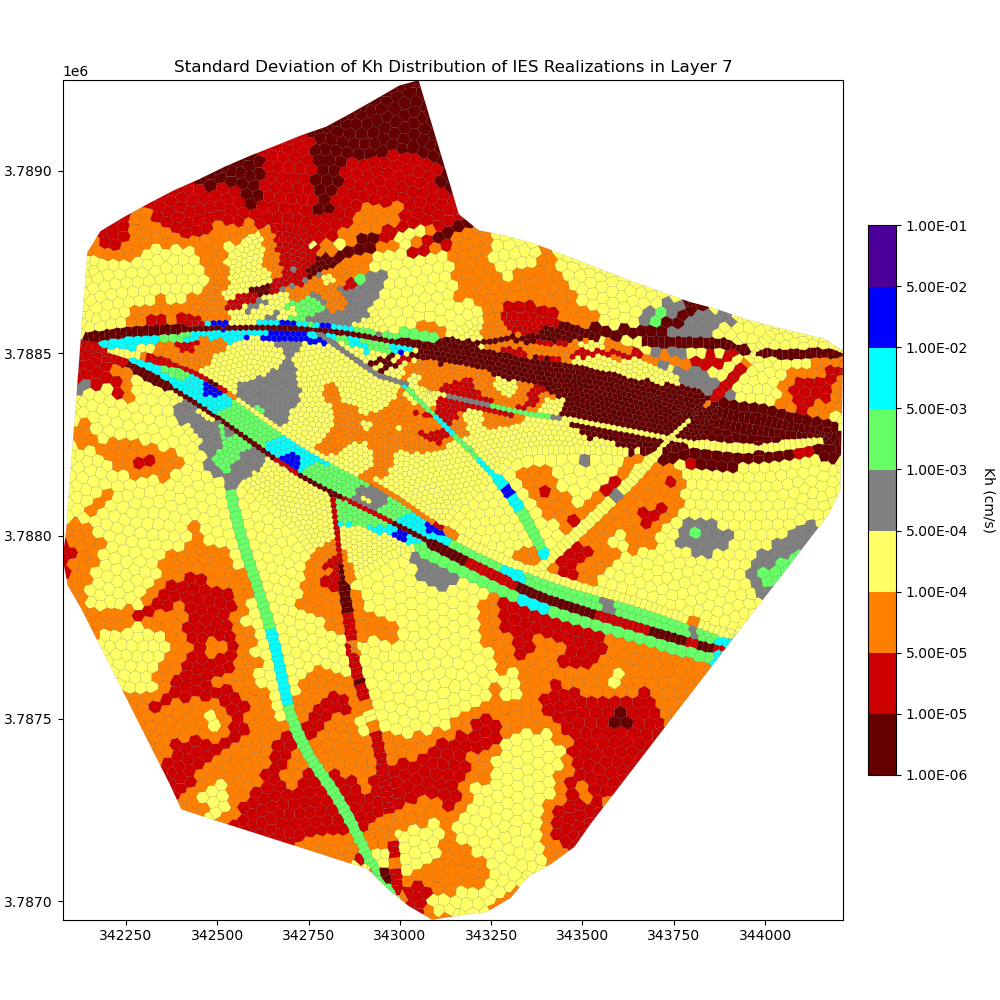 Standard Deviation of Kh Distribution of IES Realizations in Layer 7
1e6
3.7890
3.7885
3.7880
3.7875
3.7870
342250 342500 342750 343000 343250 343500 343750 344000
1.00E-01
5.00E-02
1.00E-02
5.00E-03
1.00E-03
5.00E-04
1.00E-04
5.00E-05
1.00E-05
1.00E-06
Kh (cm/s)